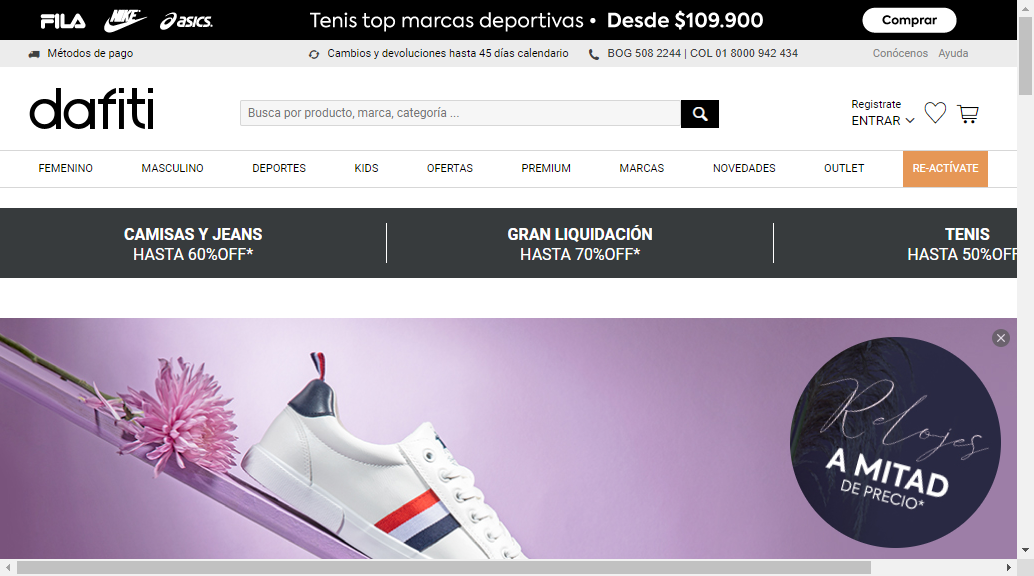 FILA NIKE asics. Tenis top marcas deportivas • Desde $109.900 Comprar
Métodos de pago Cambios y devoluciones hasta 45 días calendario BOG 508 2244 | COL 01 8000 942 434 Conócenos Ayuda
dafiti
Busca por producto, marca, categoría ...
Registrate
ENTRAR
FEMENINO MASCULINO DEPORTES KIDS OFERTAS PREMIUM MARCAS NOVEDADES OUTLET RE-ACTÍVATE
CAMISAS Y JEANS
HASTA 60%OFF*
GRAN LIQUIDACIÓN
HASTA 70%OFF*
TENIS
HASTA 50%OFF
Relojes
A MITAD
DE PRECIO*